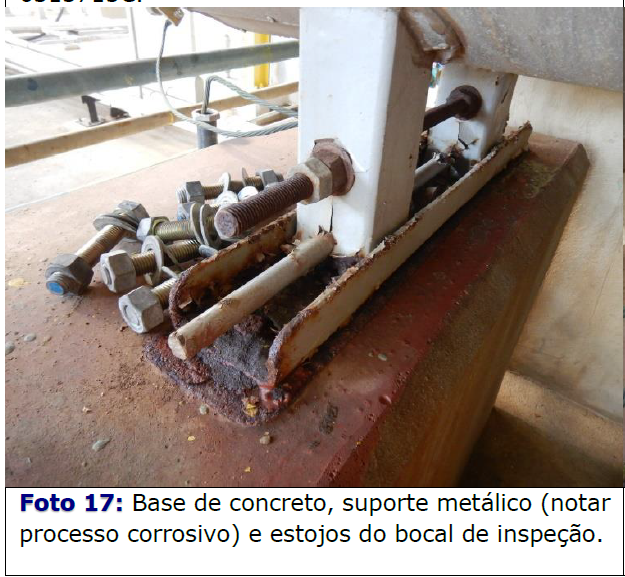 Foto 17: Base de concreto, suporte metálico (notar
processo corrosivo) e estojos do bocal de inspeção.